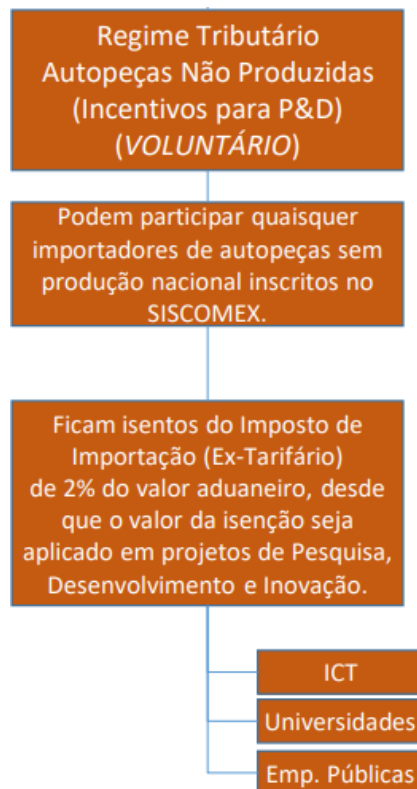 Regime Tributário
Autopeças Não Produzidas
(Incentivos para P&D)
(VOLUNTÁRIO)
Podem participar quaisquer
importadores de autopeças sem
produção nacional inscritos no
SISCOMEX.
Ficam isentos do Imposto de
Importação (Ex-Tarifário)
de 2% do valor aduaneiro, desde
que o valor da isenção seja
aplicado em projetos de Pesquisa,
Desenvolvimento e Inovação.
ICT
Universidades
Emp. Públicas